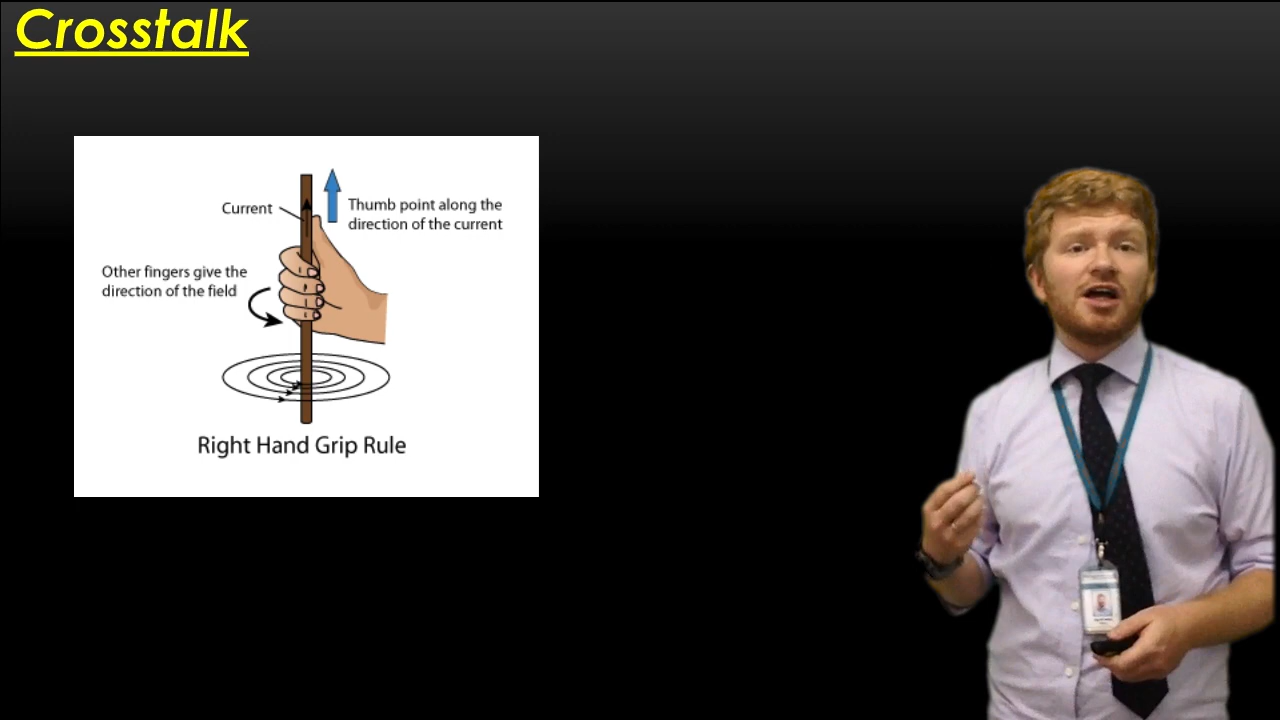 Crosstalk
Current
Thumb point along the
direction of the current
Other fingers give the
direction of the field
Right Hand Grip Rule